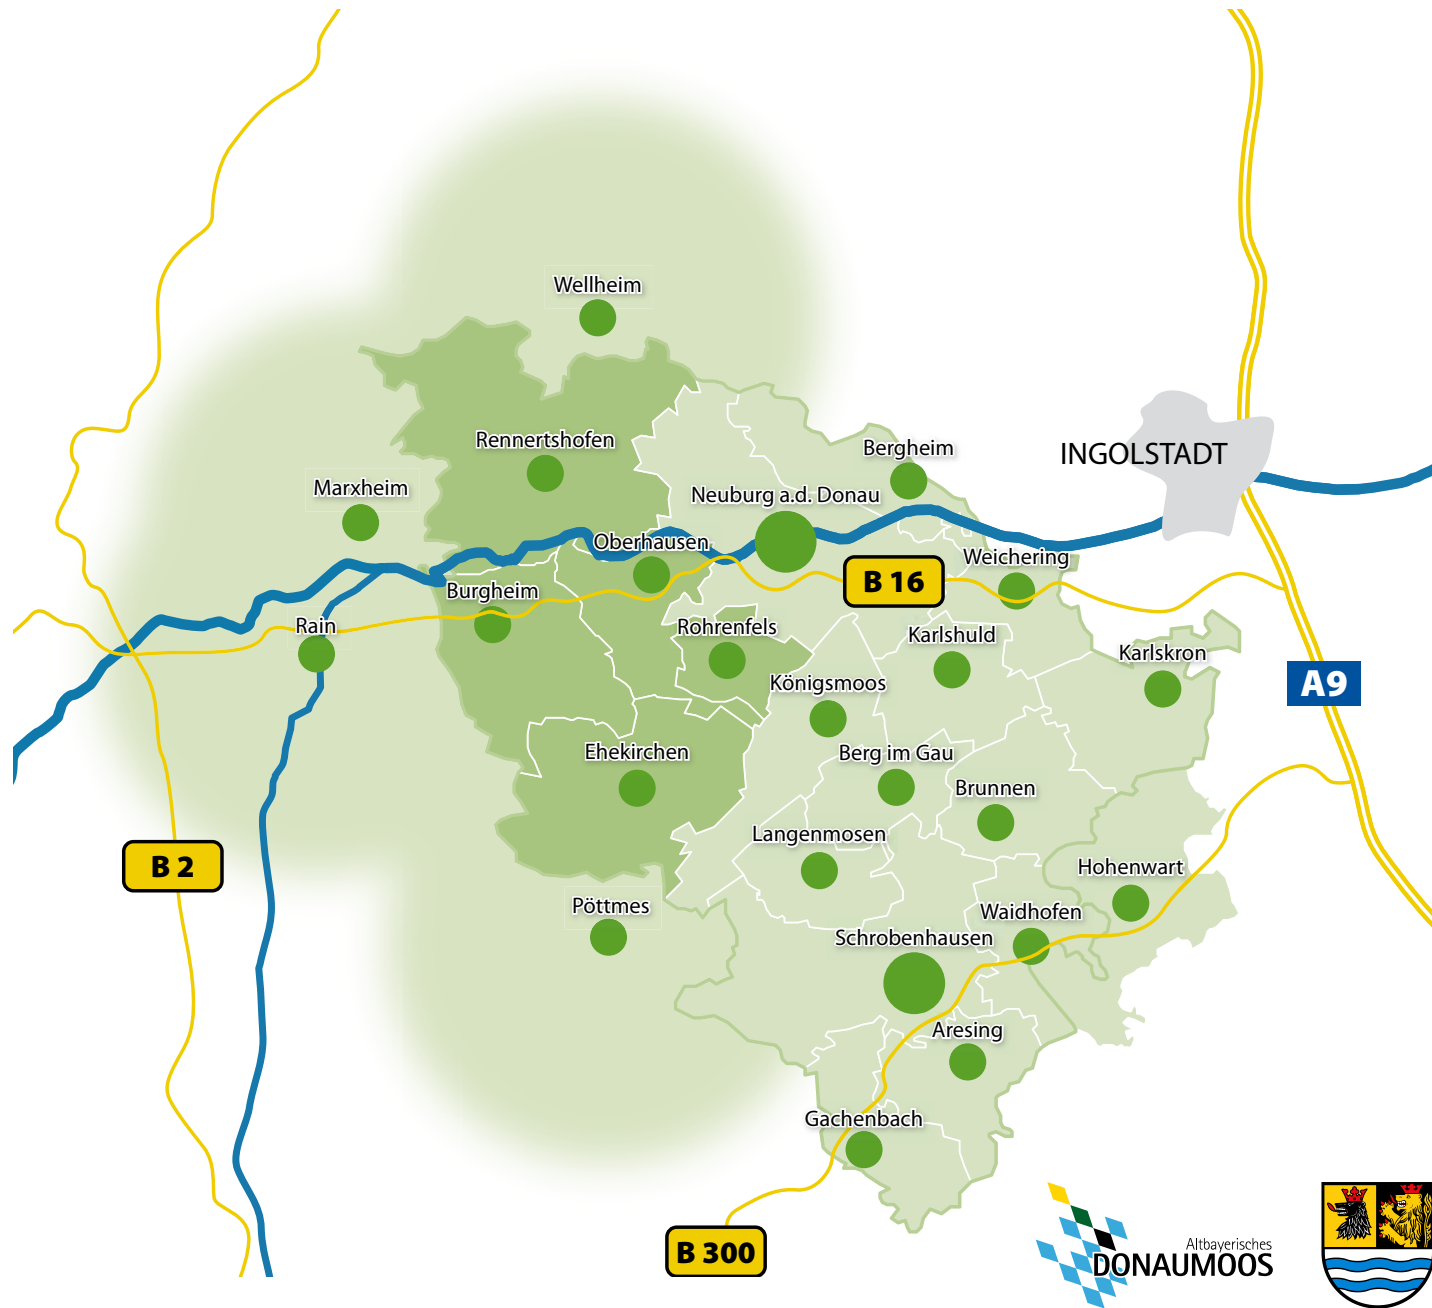 Wellheim
Rennertshofen
Bergheim
INGOLSTADT
Marxheim
Neuburg a.d. Donau
Oberhausen
Weichering
B 16
Burgheim
Rain
Rohrenfels
Karlshuld
Karlskron
Königsmoos
A9
Ehekirchen
Berg im Gau
Brunnen
Langenmosen
B 2
Hohenwart
Pöttmes
Waidhofen
Schrobenhausen
Aresing
Gachenbach
B 300
Altbayerisches
DONAUMOOS